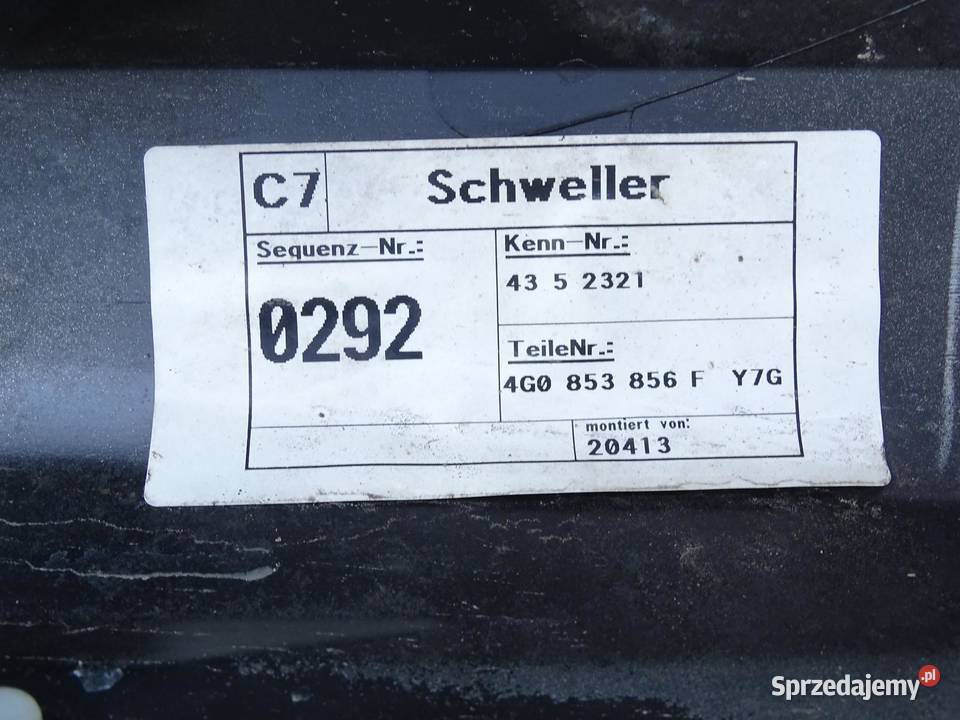 C7 Schweller
Sequenz-Nr.:
0292
Kenn-Nr.:
43 5 2321
TeileNr.:
4G0 853 856 F Y7G
montiert von:
20413
Sprzedajemy.pl